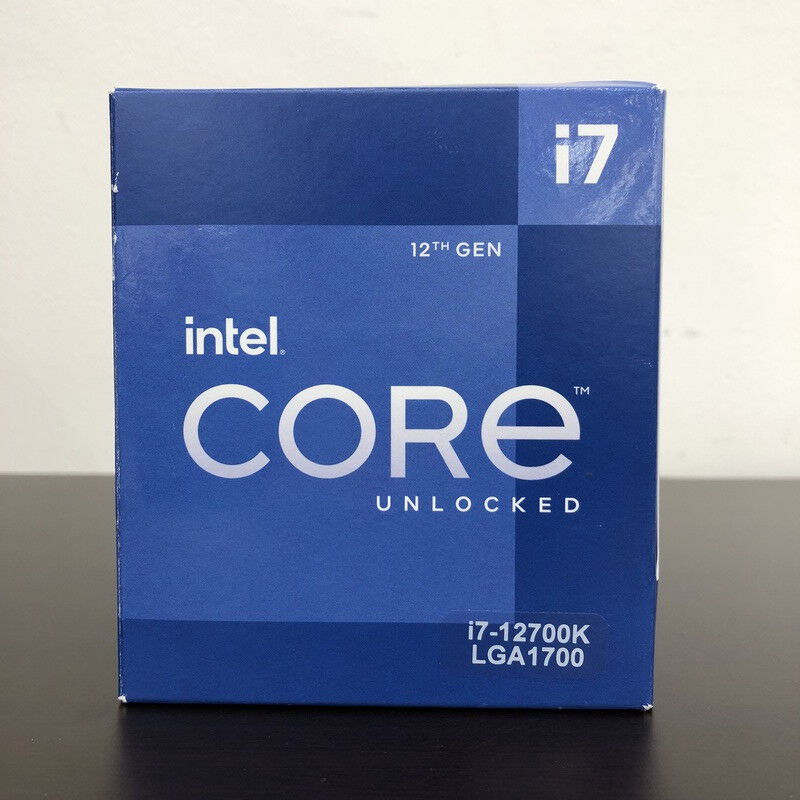 i7
12TH GEN
intel.
CORe™
UNLOCKED
i7-12700K
LGA1700